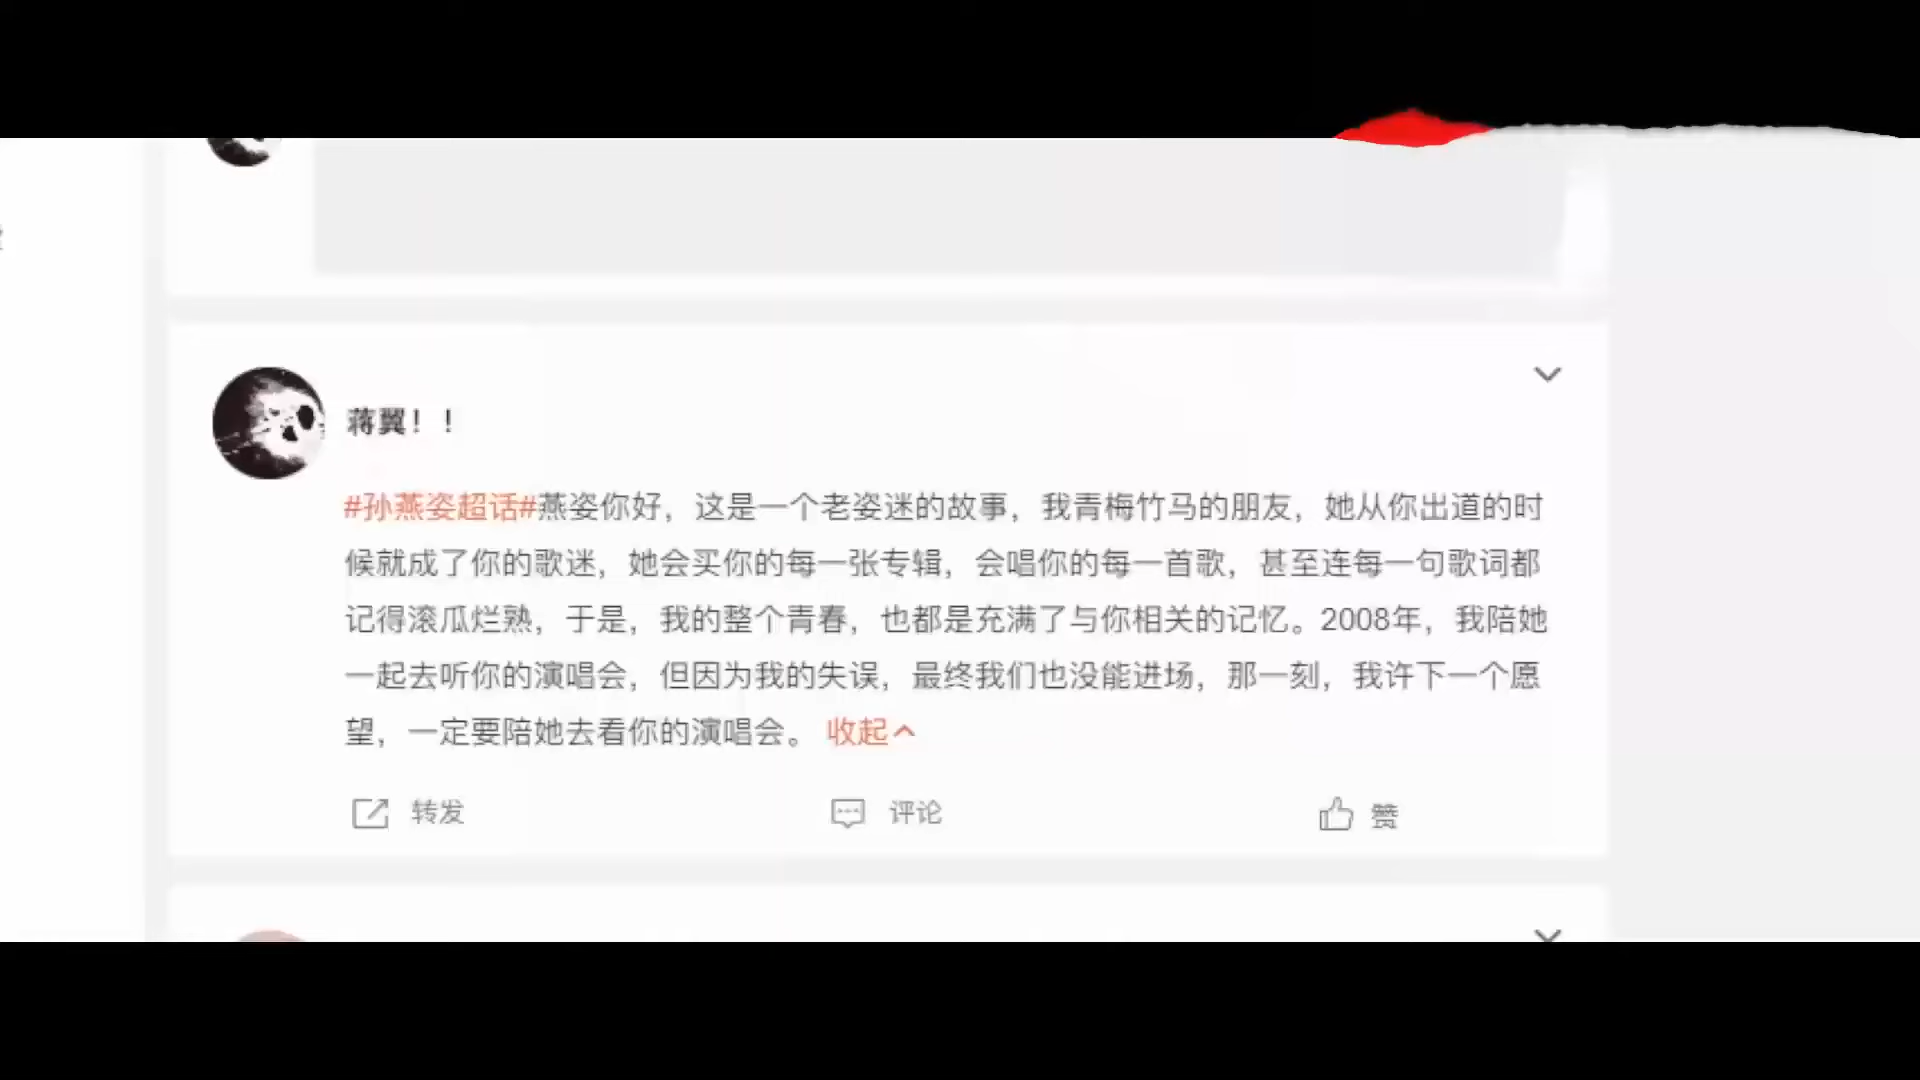 蒋翼！！
#孙燕姿超话#燕姿你好，这是一个老姿迷的故事，我青梅竹马的朋友，她从你出道的时
候就成了你的歌迷，她会买你的每一张专辑，会唱你的每一首歌，甚至连每一句歌词都
记得滚瓜烂熟，于是，我的整个青春，也都是充满了与你相关的记忆。2008年，我陪她
一起去听你的演唱会，但因为我的失误，最终我们也没能进场，那一刻，我许下一个愿
望，一定要陪她去看你的演唱会。 收起
转发 评论 赞